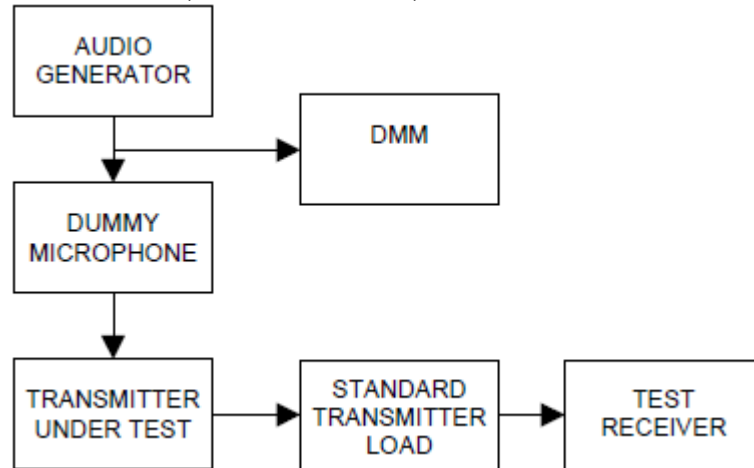 AUDIO
GENERATOR
DMM
DUMMY
MICROPHONE
TRANSMITTER
UNDER TEST
STANDARD
TRANSMITTER
LOAD
TEST
RECEIVER